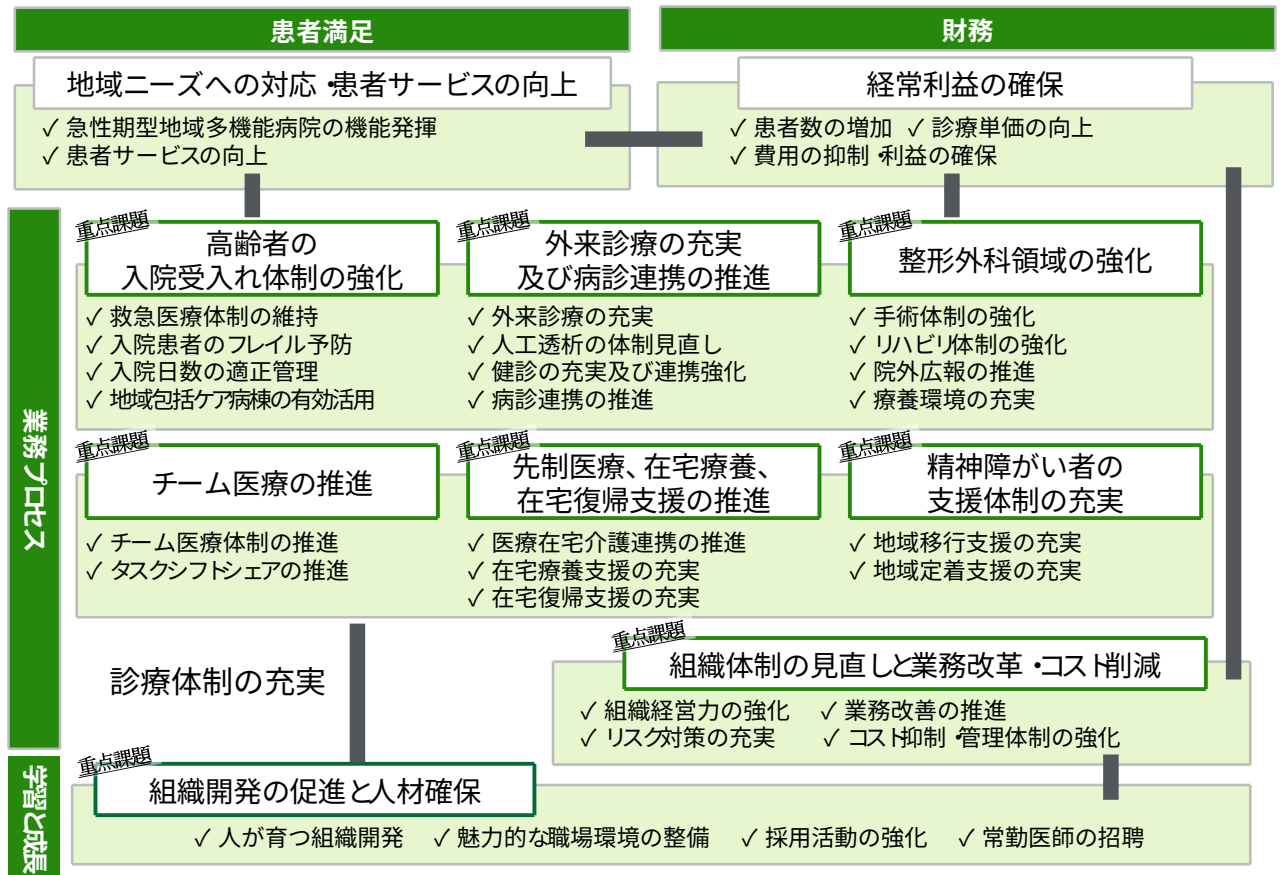 患者満足
財務
地域ニーズへの対応・患者サービスの向上
✓ 急性期型地域多機能病院の機能発揮
✓ 患者サービスの向上
経常利益の確保
✓ 患者数の増加 ✓ 診療単価の向上
✓ 費用の抑制・利益の確保
業務プロセス
重点課題
高齢者の
入院受入れ体制の強化
✓ 救急医療体制の維持
✓ 入院患者のフレイル予防
✓ 入院日数の適正管理
✓ 地域包括ケア病棟の有効活用
重点課題
外来診療の充実
及び病診連携の推進
✓ 外来診療の充実
✓ 人工透析の体制見直し
✓ 健診の充実及び連携強化
✓ 病診連携の推進
重点課題
整形外科領域の強化
✓ 手術体制の強化
✓ リハビリ体制の強化
✓ 院外広報の推進
✓ 療養環境の充実
重点課題
チーム医療の推進
✓ チーム医療体制の推進
✓ タスクシフトシェアの推進
重点課題
先制医療、在宅療養、
在宅復帰支援の推進
✓ 医療在宅介護連携の推進
✓ 在宅療養支援の充実
✓ 在宅復帰支援の充実
重点課題
精神障がい者の
支援体制の充実
✓ 地域移行支援の充実
✓ 地域定着支援の充実
診療体制の充実
重点課題
組織体制の見直しと業務改革・コスト削減
✓ 組織経営力の強化 ✓ 業務改善の推進
✓ リスク対策の充実 ✓ コスト抑制・管理体制の強化
学習と成長
重点課題
組織開発の促進と人材確保
✓ 人が育つ組織開発 ✓ 魅力的な職場環境の整備 ✓ 採用活動の強化 ✓ 常勤医師の招聘